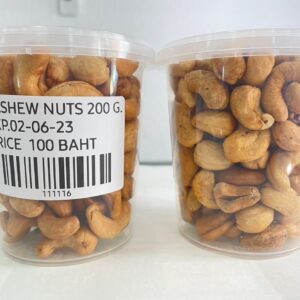 SHEW NUTS 200 G.
P.02-06-23
RICE 100 BAHT
111116